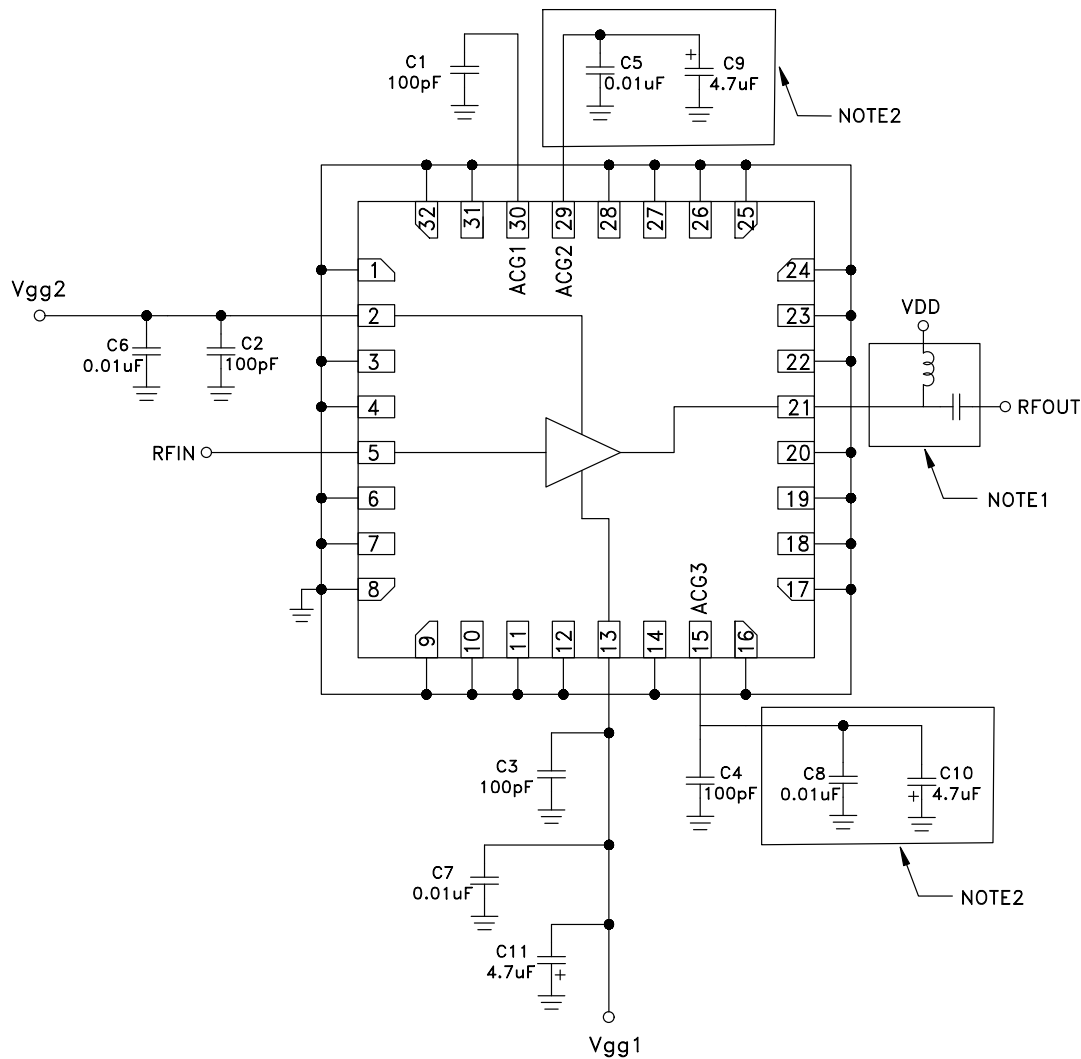 C1
100pF
C5
0.01uF
+
C9
4.7uF
NOTE2
32
31
30
29
28
27
26
25
ACG1
ACG2
1
2
3
4
5
6
7
8
24
23
22
21
20
19
18
17
Vgg2
C6
0.01uF
C2
100pF
RFIN
VDD
RFOUT
NOTE1
ACG3
9
10
11
12
13
14
15
16
C3
100pF
C4
100pF
C8
0.01uF
C10
+
4.7uF
NOTE2
C7
0.01uF
C11
4.7uF
+
Vgg1